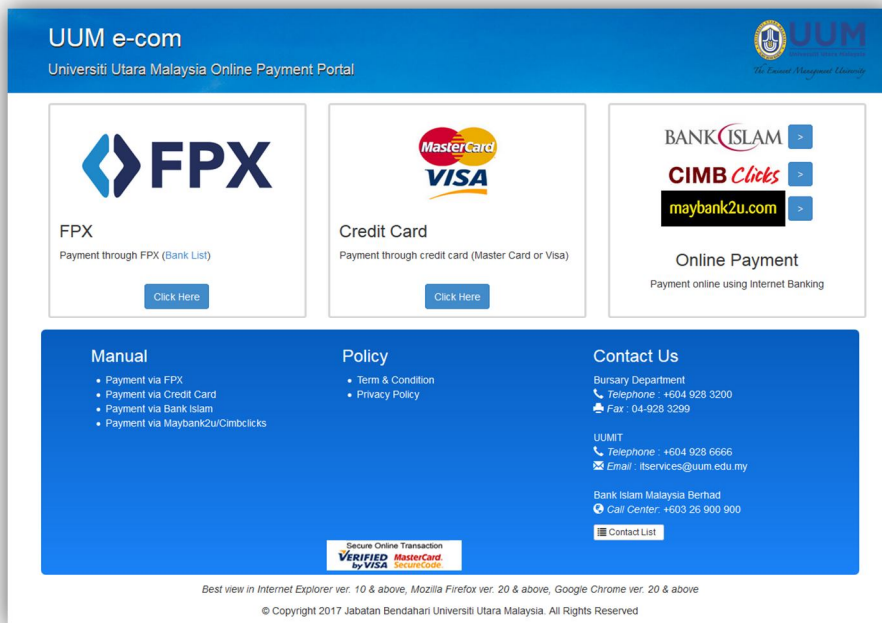 UUM e-com
Universiti Utara Malaysia Online Payment Portal
UUM
Universiti Utara Malaysia
The Eminent Management University
FPX
FPX
Payment through FPX (Bank List)
Click Here
MasterCard
VISA
Credit Card
Payment through credit card (Master Card or Visa)
Click Here
BANK ISLAM >
CIMB Clicks >
maybank2u.com >
Online Payment
Payment online using Internet Banking
Manual
• Payment via FPX
• Payment via Credit Card
• Payment via Bank Islam
• Payment via Maybank2u/Cimbclicks
Policy
• Term & Condition
• Privacy Policy
Contact Us
Bursary Department
Telephone : +604 928 3200
Fax : 04-928 3299
UUMIT
Telephone : +604 928 6666
Email : itservices@uum.edu.my
Bank Islam Malaysia Berhad
Call Center: +603 26 900 900
Contact List
Secure Online Transaction
VERIFIED by VISA
MasterCard. SecureCode.
Best view in Internet Explorer ver. 10 & above, Mozilla Firefox ver. 20 & above, Google Chrome ver. 20 & above
© Copyright 2017 Jabatan Bendahari Universiti Utara Malaysia. All Rights Reserved